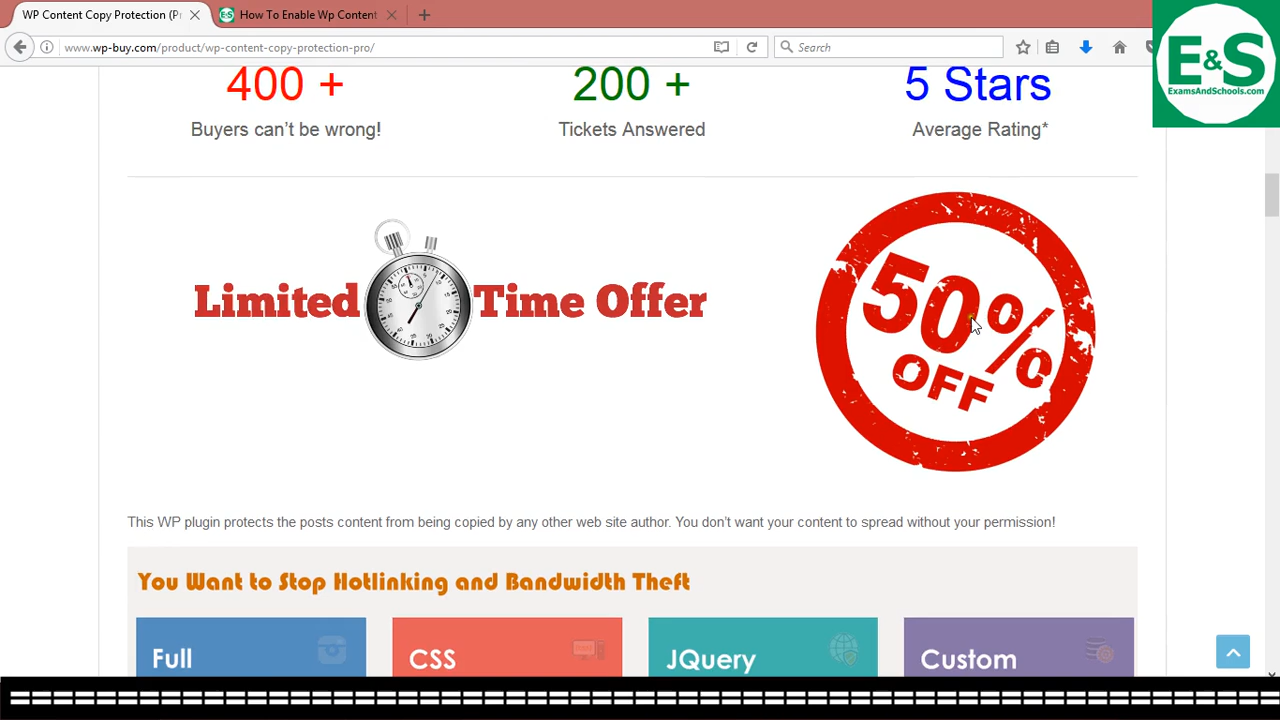 WP Content Copy Protection (Pr
How To Enable Wp Content
www.wp-buy.com/product/wp-content-copy-protection-pro/
Search
E&S
ExamsAndSchools.com
400 +
200 +
5 Stars
Buyers can’t be wrong!
Tickets Answered
Average Rating*
Limited Time Offer
50%
OFF
This WP plugin protects the posts content from being copied by any other web site author. You don’t want your content to spread without your permission!
You Want to Stop Hotlinking and Bandwidth Theft
Full
CSS
JQuery
Custom